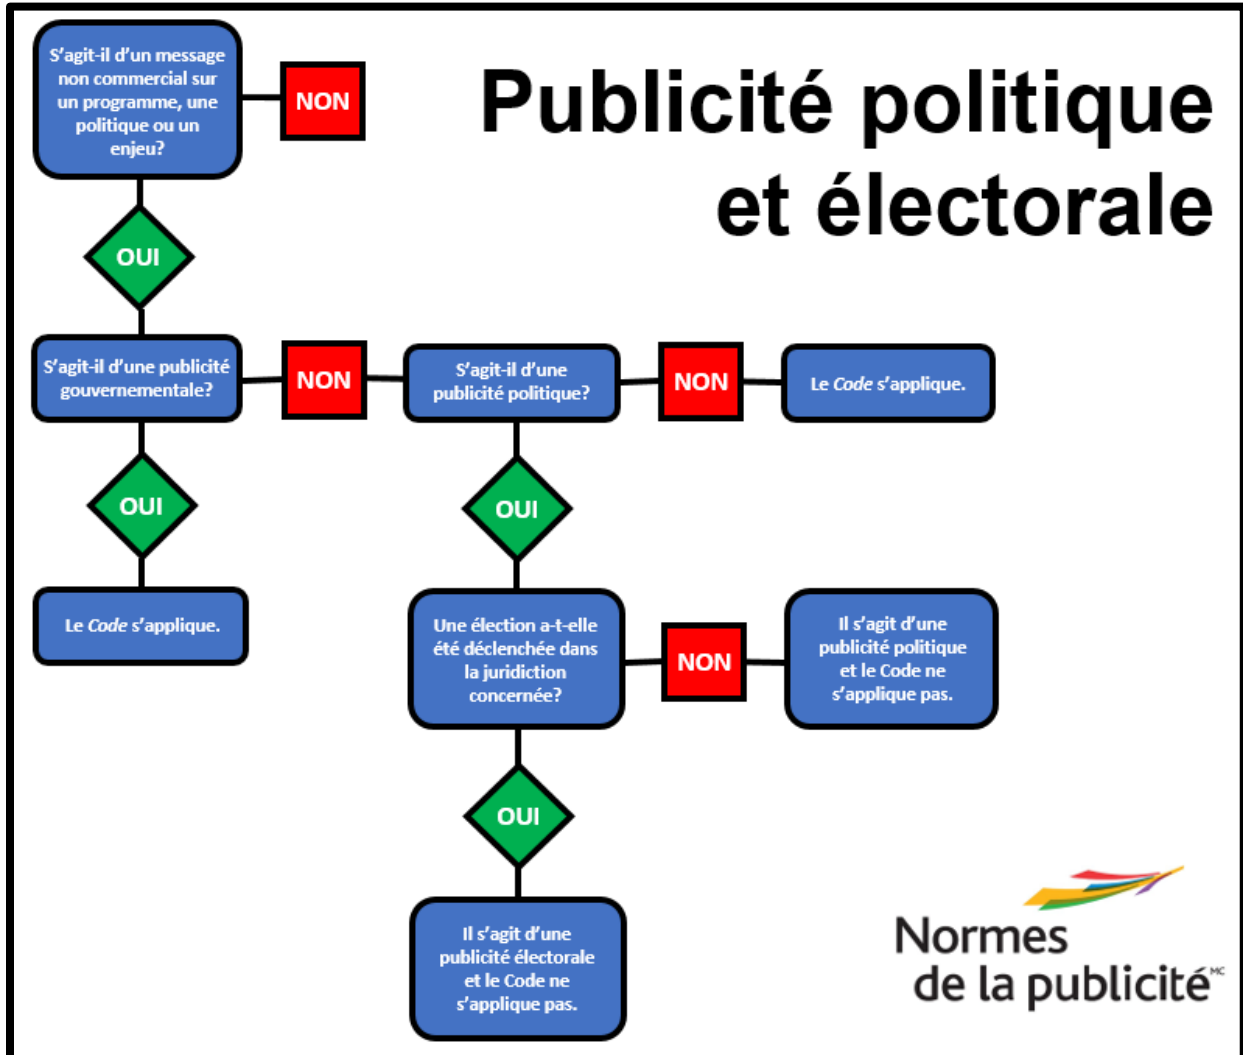 Publicité politique
et électorale
S'agit-il d'un message
non commercial sur
un programme, une
politique ou un
enjeu?
NON
OUI
S'agit-il d'une publicité
gouvernementale?
NON
S'agit-il d'une
publicité politique?
NON
Le Code s'applique.
OUI
OUI
Le Code s'applique.
Une élection a-t-elle
été déclenchée dans
la juridiction
concernée?
NON
Il s'agit d'une
publicité politique
et le Code ne
s'applique pas.
OUI
Il s'agit d'une
publicité électorale
et le Code ne
s'applique pas.
Normes
de la publicité MC